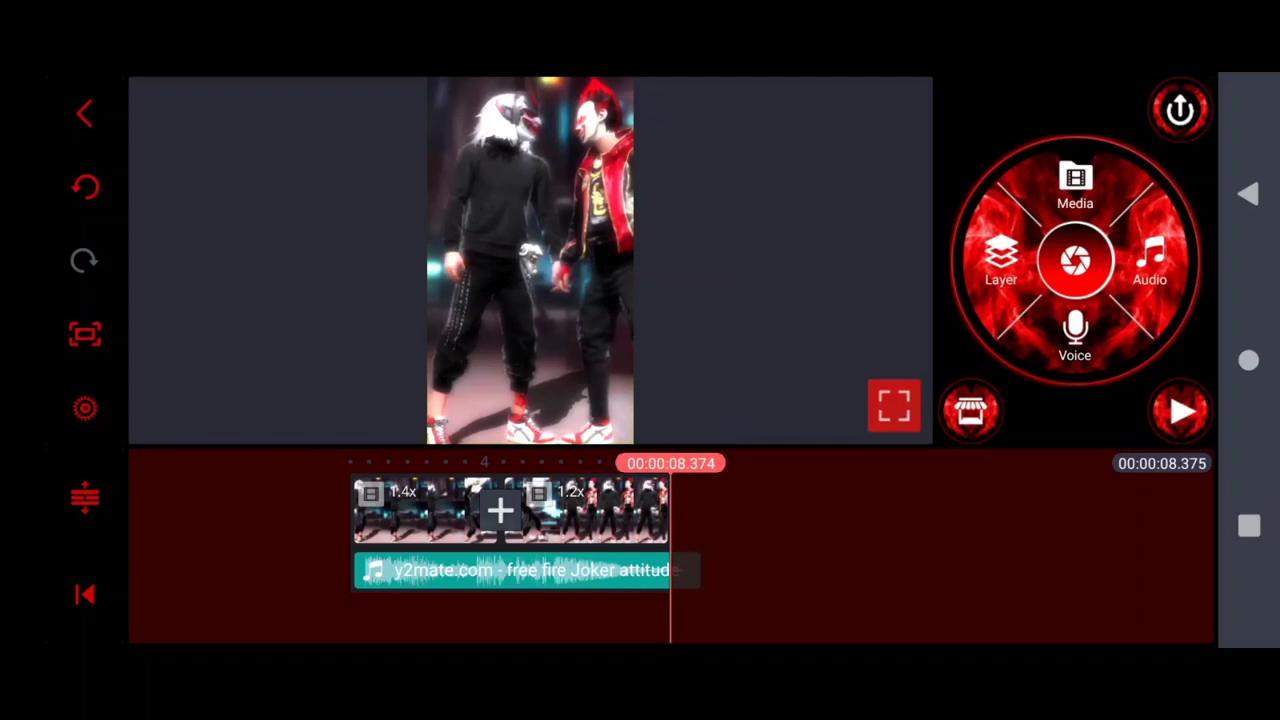 Media
Layer
Audio
Voice
4
00:00:08.374
00:00:08.375
1.4x
1.2x
y2mate.com - free fire Joker attitude